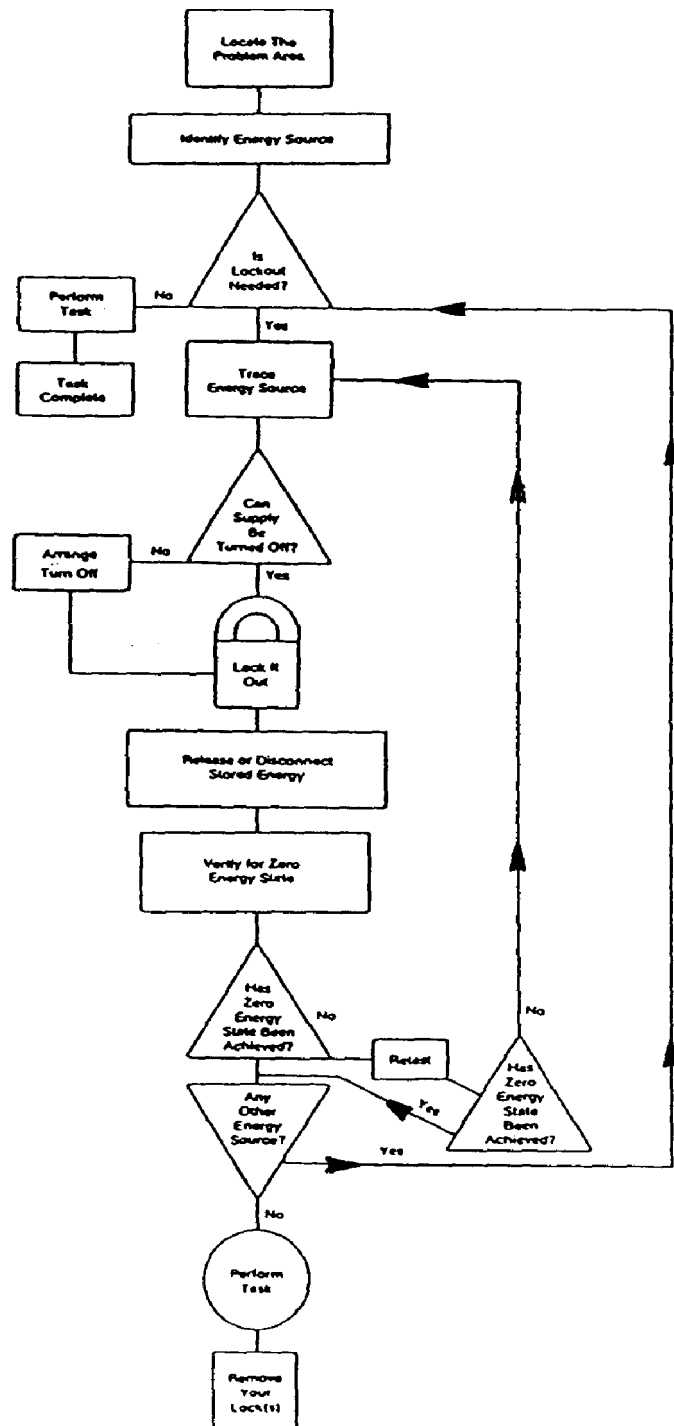 Locate The
Problem Area
Identify Energy Source
Is
Lockout
Needed?
No
Perform
Task
Yes
Task
Complete
Trace
Energy Source
Can
Supply
Be
Turned Off?
No
Arrange
Turn Off
Yes
Lock It
Out
Release or Disconnect
Stored Energy
Verify for Zero
Energy State
Has
Zero
Energy
State Been
Achieved?
No
Retest
No
Has
Zero
Energy
State
Been
Achieved?
Yes
Any
Other
Energy
Source?
Yes
No
Perform
Task
Remove
Your
Lock(s)